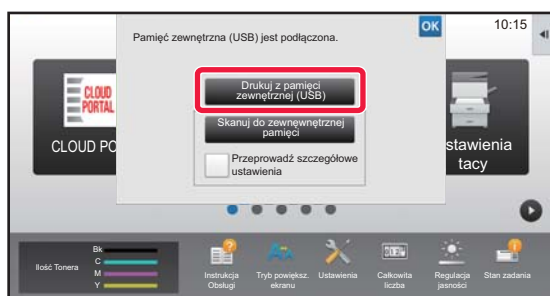 Pamięć zewnętrzna (USB) jest podłączona.
OK
10:15
Drukuj z pamięci
zewnętrznej (USB)
Skanuj do zewnęwnętrznej
pamięci
Przeprowadź szczegółowe
ustawienia
CLOUD
PORTAL
CLOUD PO
stawienia
tacy
Ilość Tonera
Bk
C
M
Y
Instrukcja
Obsługi
Tryb powiększ.
ekranu
Ustawienia
Całkowita
liczba
Regulacja
jasności
Stan zadania